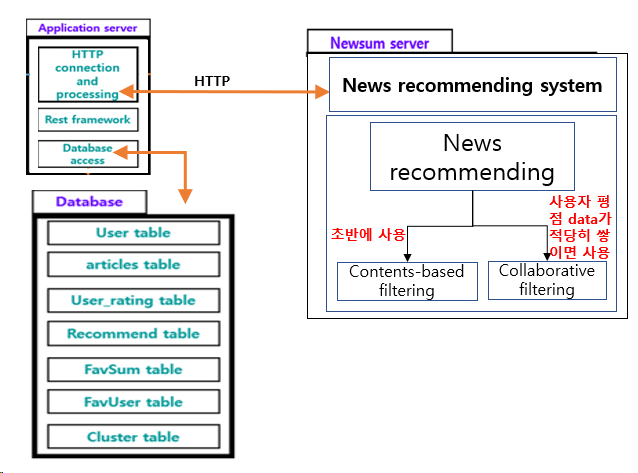 Application server
HTTP
connection
and
processing
Rest framework
Database
access
HTTP
Newsum server
News recommending system
News
recommending
초반에 사용
사용자 평
점 data가
적당히 쌓
이면 사용
Contents-based
filtering
Collaborative
filtering
Database
User table
articles table
User_rating table
Recommend table
FavSum table
FavUser table
Cluster table